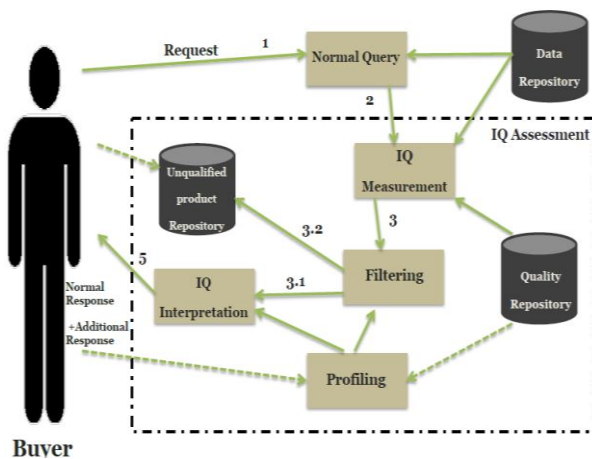 Request
1
Normal Query
Data
Repository
2
IQ Assessment
IQ
Measurement
Unqualified
product
Repository
3
3.2
Filtering
Quality
Repository
5
3.1
IQ
Interpretation
Normal
Response
+Additional
Response
Profiling
Buyer